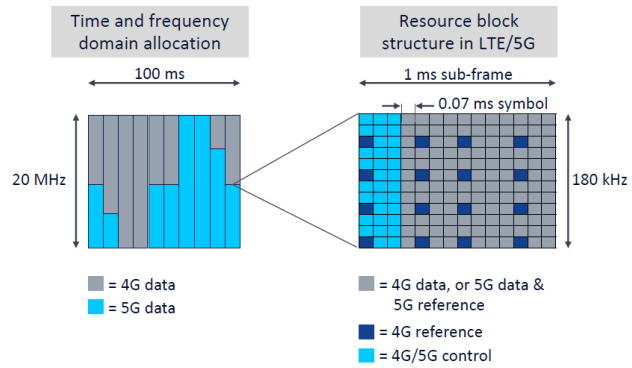 Time and frequency
domain allocation
100 ms
20 MHz
= 4G data
= 5G data
Resource block
structure in LTE/5G
1 ms sub-frame
0.07 ms symbol
180 kHz
= 4G data, or 5G data &
5G reference
= 4G reference
= 4G/5G control